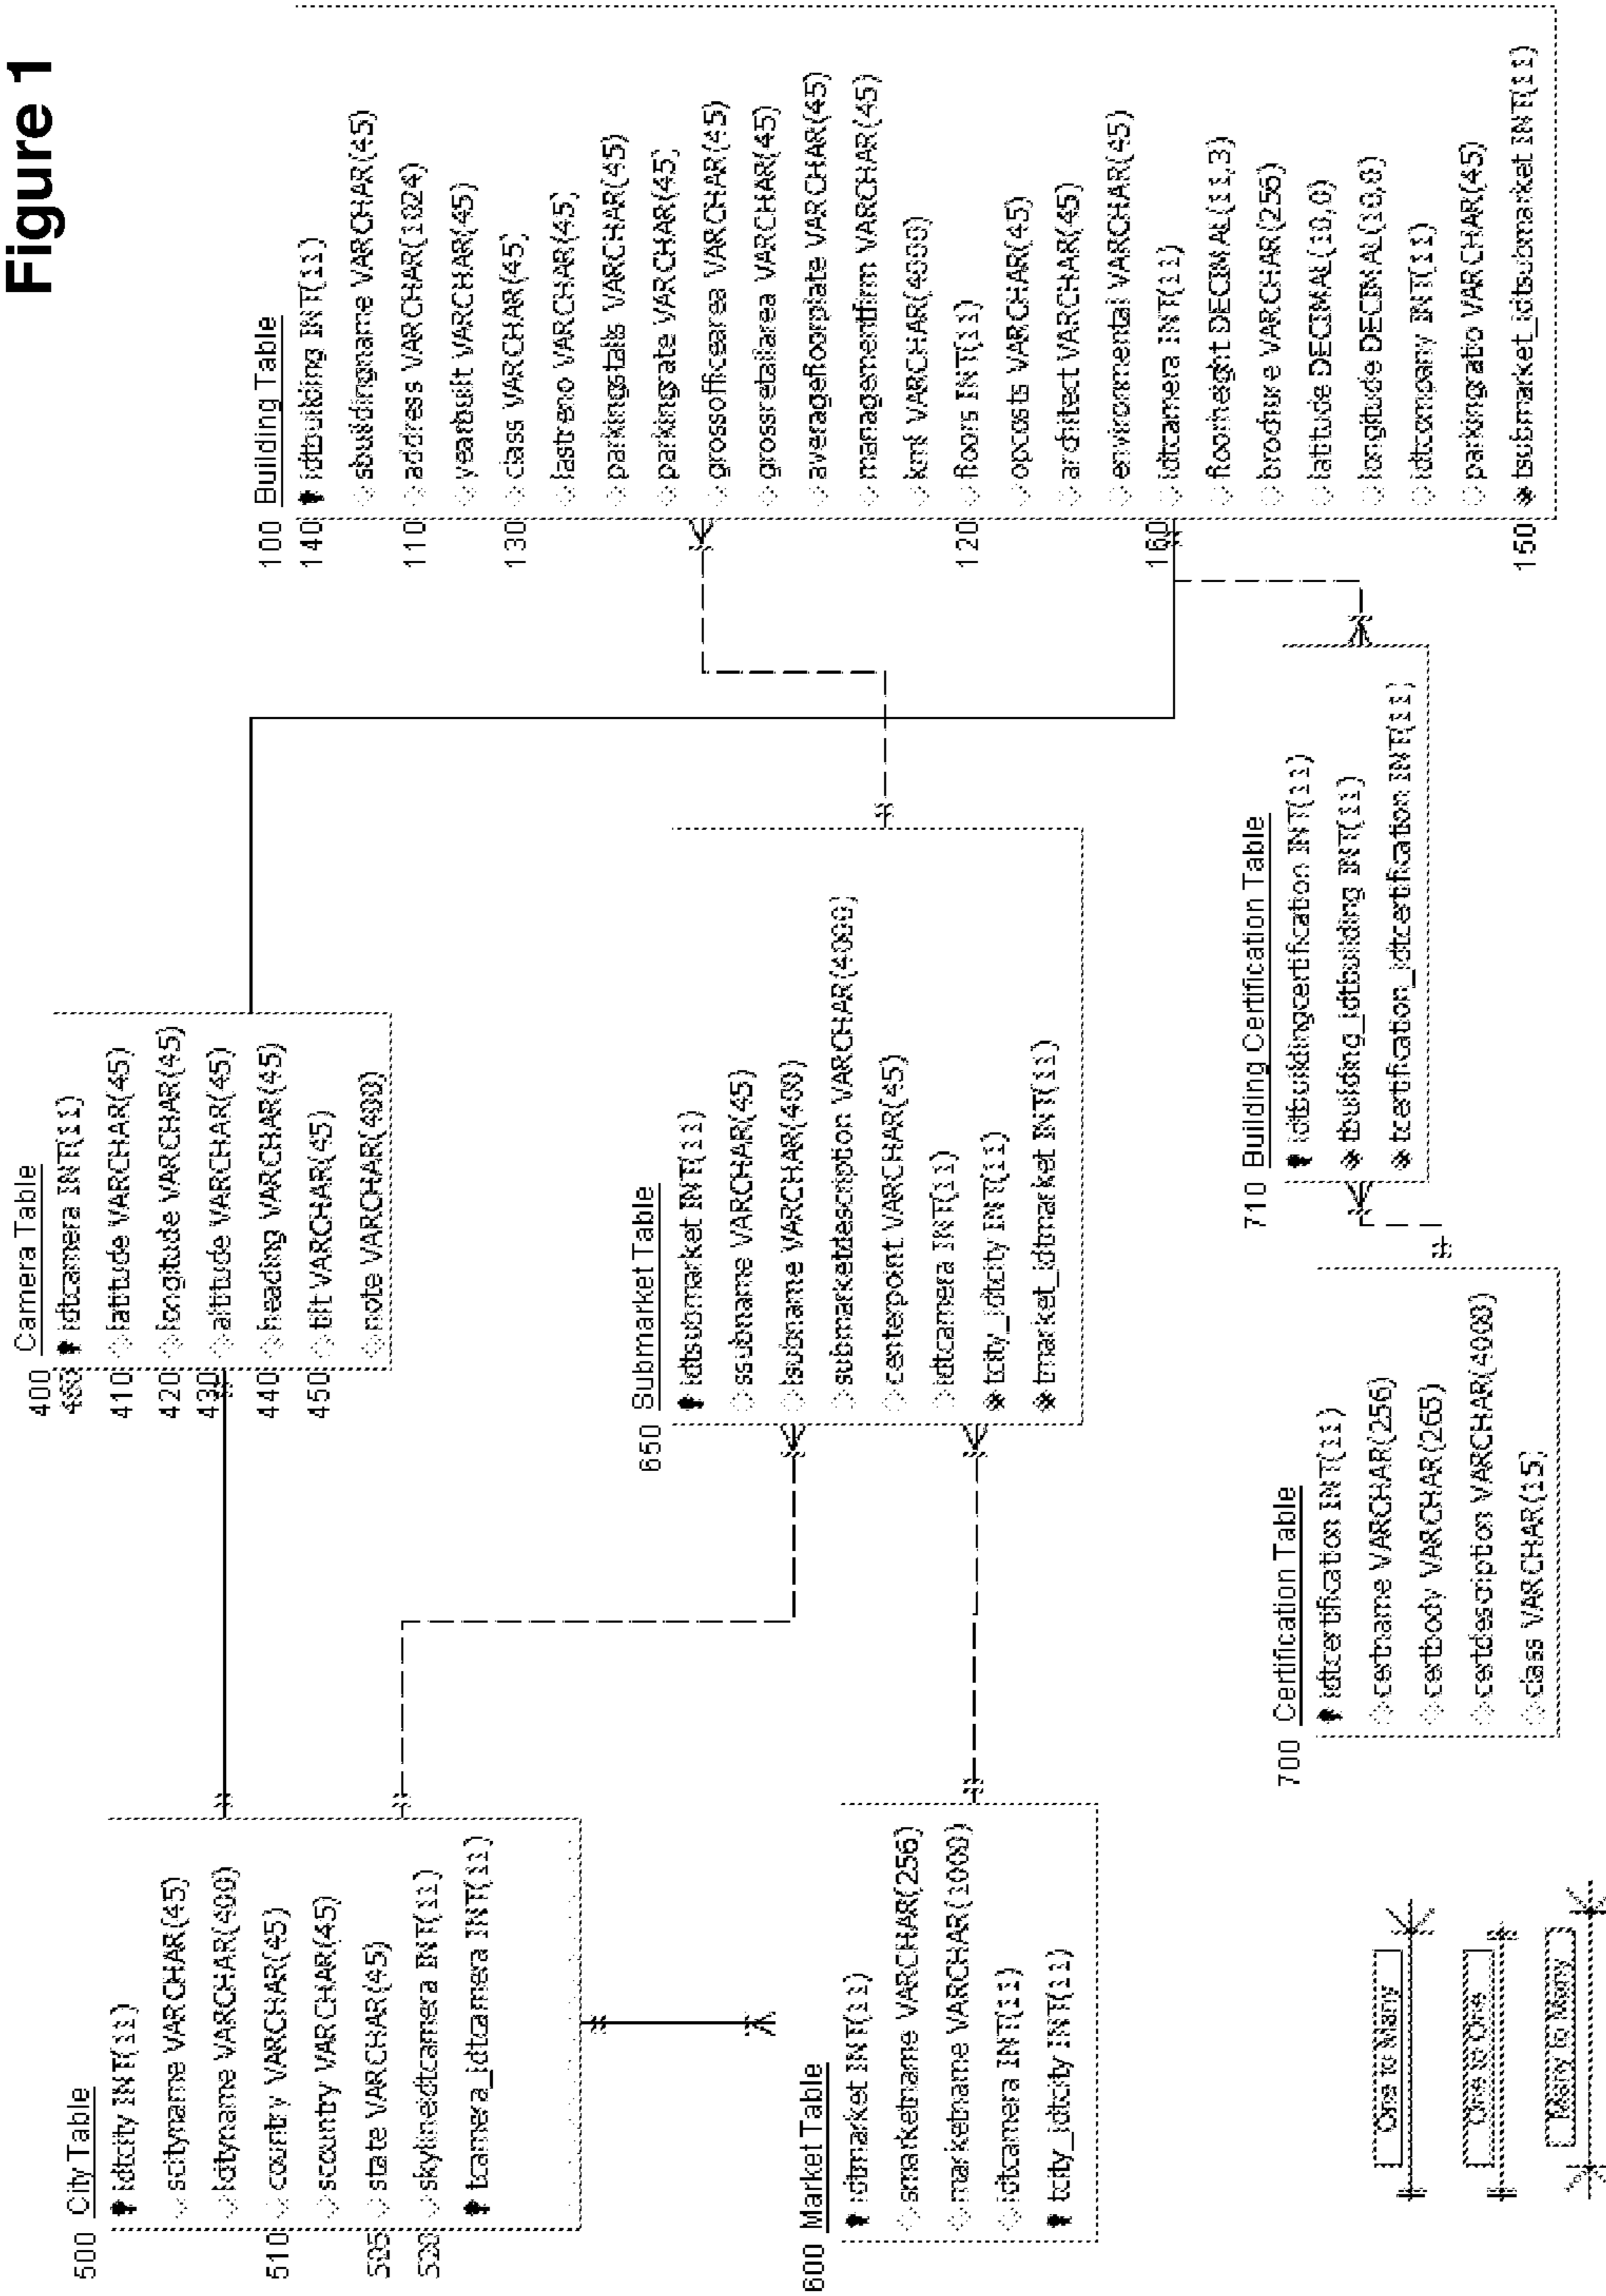 Figure 1
500 City Table
idtcity INT(11)
scityname VARCHAR(45)
lcityname VARCHAR(400)
510 country VARCHAR(45)
scountry VARCHAR(45)
505 state VARCHAR(45)
520 skylineidtcamera INT(11)
tcamera_idtcamera INT(11)
400 Camera Table
460 idtcamera INT(11)
410 latitude VARCHAR(45)
420 longitude VARCHAR(45)
430 altitude VARCHAR(45)
440 heading VARCHAR(45)
450 tilt VARCHAR(45)
note VARCHAR(400)
100 Building Table
140 idtbuilding INT(11)
sbuildingname VARCHAR(45)
110 address VARCHAR(1024)
yearbuilt VARCHAR(45)
130 class VARCHAR(45)
lastreno VARCHAR(45)
parkingstalls VARCHAR(45)
parkingrate VARCHAR(45)
grossofficearea VARCHAR(45)
grossretailarea VARCHAR(45)
averagefloorplate VARCHAR(45)
managementfirm VARCHAR(45)
kml VARCHAR(4000)
120 floors INT(11)
opcosts VARCHAR(45)
architect VARCHAR(45)
environmental VARCHAR(45)
160 idtcamera INT(11)
floorheight DECIMAL(11,3)
brochure VARCHAR(256)
latitude DECIMAL(10,0)
longitude DECIMAL(10,0)
idtcompany INT(11)
parkingratio VARCHAR(45)
150 tsubmarket_idtsubmarket INT(11)
650 Submarket Table
idtsubmarket INT(11)
ssubname VARCHAR(45)
lsubname VARCHAR(400)
submarketdescription VARCHAR(4000)
centerpoint VARCHAR(45)
idtcamera INT(11)
tcity_idtcity INT(11)
tmarket_idtmarket INT(11)
600 Market Table
idtmarket INT(11)
smarketname VARCHAR(256)
marketname VARCHAR(1000)
idtcamera INT(11)
tcity_idtcity INT(11)
710 Building Certification Table
idtbuildingcertification INT(11)
tbuilding_idtbuilding INT(11)
tcertification_idtcertification INT(11)
700 Certification Table
idtcertification INT(11)
certname VARCHAR(256)
certbody VARCHAR(265)
certdescription VARCHAR(4000)
class VARCHAR(15)
One to Many
One to One
Many to Many